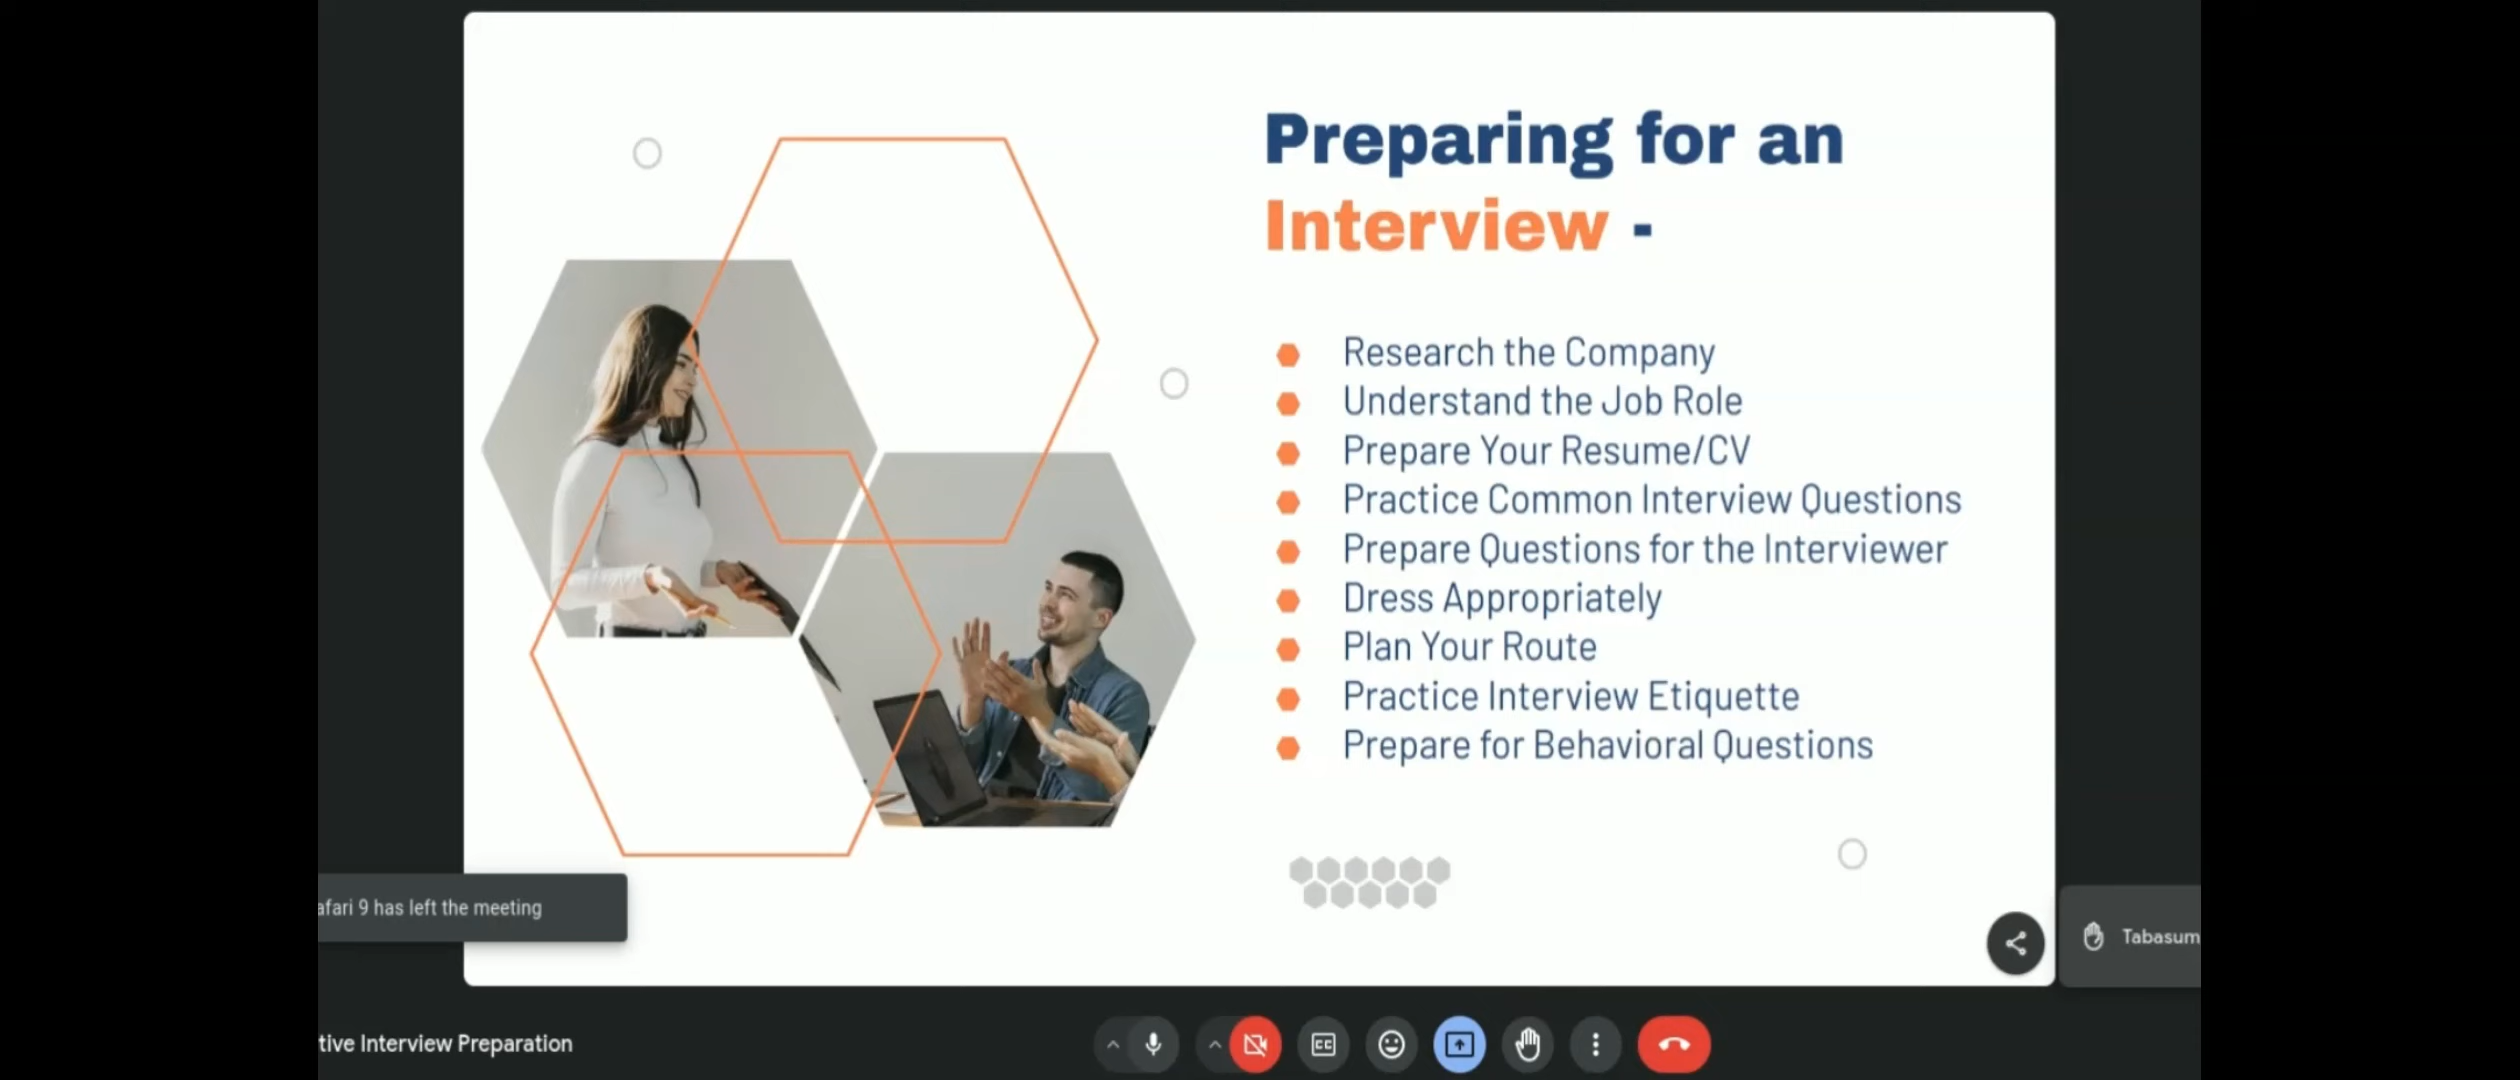 Preparing for an
Interview -
Research the Company
Understand the Job Role
Prepare Your Resume/CV
Practice Common Interview Questions
Prepare Questions for the Interviewer
Dress Appropriately
Plan Your Route
Practice Interview Etiquette
Prepare for Behavioral Questions
afari 9 has left the meeting
Tabasum
tive Interview Preparation
CC